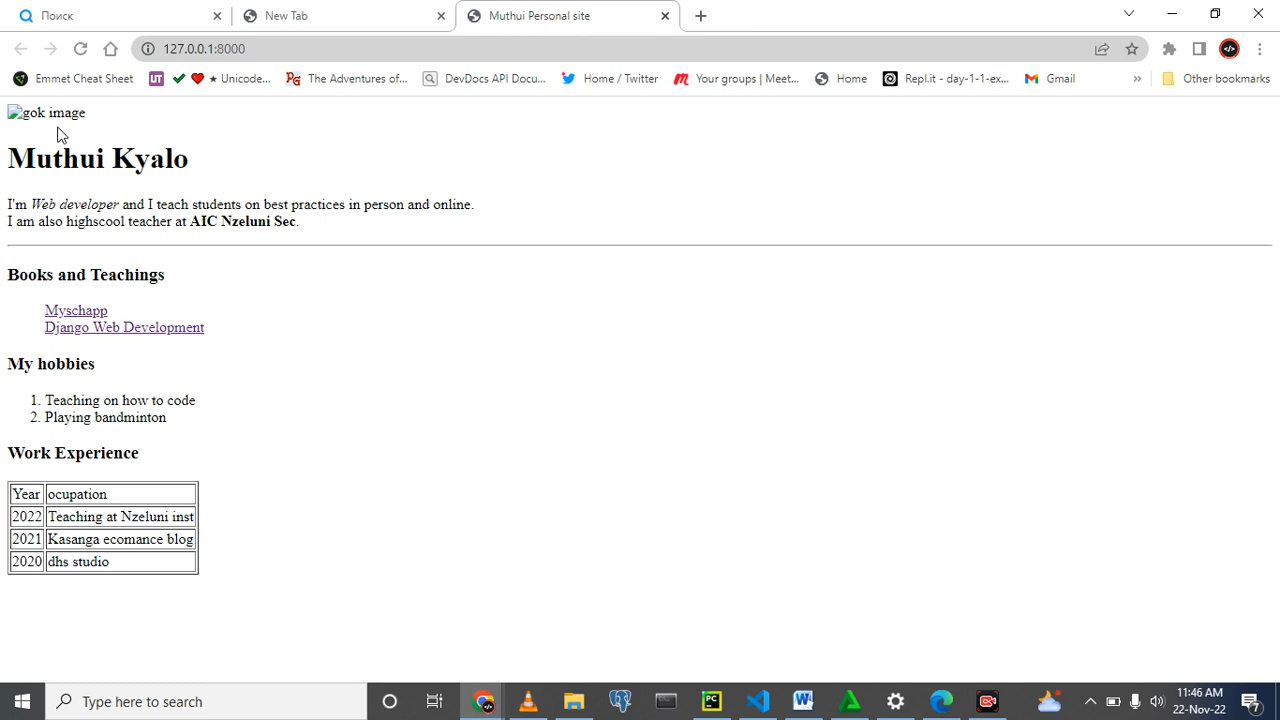 Поиск
New Tab
Muthui Personal site
127.0.0.1:8000
Emmet Cheat Sheet
★ Unicode...
The Adventures of...
DevDocs API Docu...
Home / Twitter
Your groups | Meet...
Home
Repl.it - day-1-1-ex...
Gmail
»
Other bookmarks
gok image
Muthui Kyalo
I'm Web developer and I teach students on best practices in person and online.
I am also highscool teacher at AIC Nzeluni Sec.
Books and Teachings
Myschapp
Django Web Development
My hobbies
1. Teaching on how to code
2. Playing bandminton
Work Experience
Year ocupation
2022 Teaching at Nzeluni inst
2021 Kasanga ecomance blog
2020 dhs studio
Type here to search
11:46 AM
22-Nov-22
7